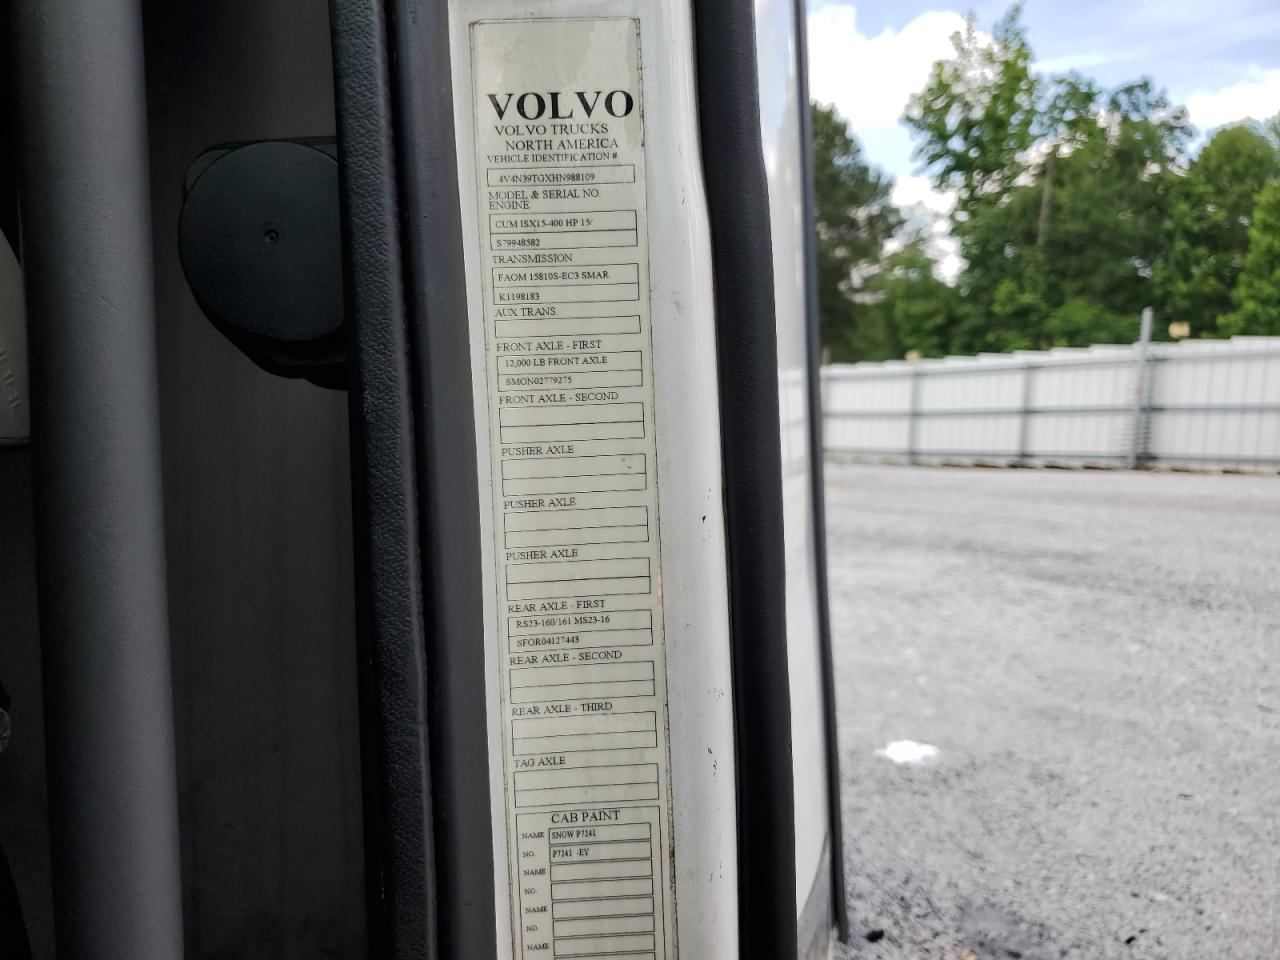 VOLVO
VOLVO TRUCKS
NORTH AMERICA
VEHICLE IDENTIFICATION #
4V4N39TGXHN988109
MODEL & SERIAL NO.
ENGINE
CUM ISX15-400 HP 15/
S79948582
TRANSMISSION
FAOM 15810S-EC3 SMAR
K1198183
AUX TRANS.
FRONT AXLE - FIRST
12,000 LB FRONT AXLE
SMON02779275
FRONT AXLE - SECOND
PUSHER AXLE
PUSHER AXLE
PUSHER AXLE
REAR AXLE - FIRST
RS23-160/161 MS23-16
SFOR04127443
REAR AXLE - SECOND
REAR AXLE - THIRD
TAG AXLE
CAB PAINT
NAME SNOW P7241
NO. P7241 -EY
NAME
NO.
NAME
NO.
NAME